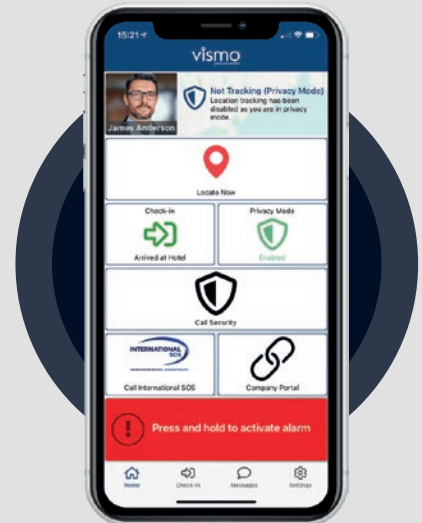 15:21
vismo
Not Tracking (Privacy Mode)
Location tracking has been
disabled as you are in privacy
mode.
James Anderson
Locate Now
Check-in
Arrived at Hotel
Privacy Mode
Enabled
Call Security
INTERNATIONAL
SOS
Call International SOS
Company Portal
! Press and hold to activate alarm
Home
Check-in
Messages
Settings